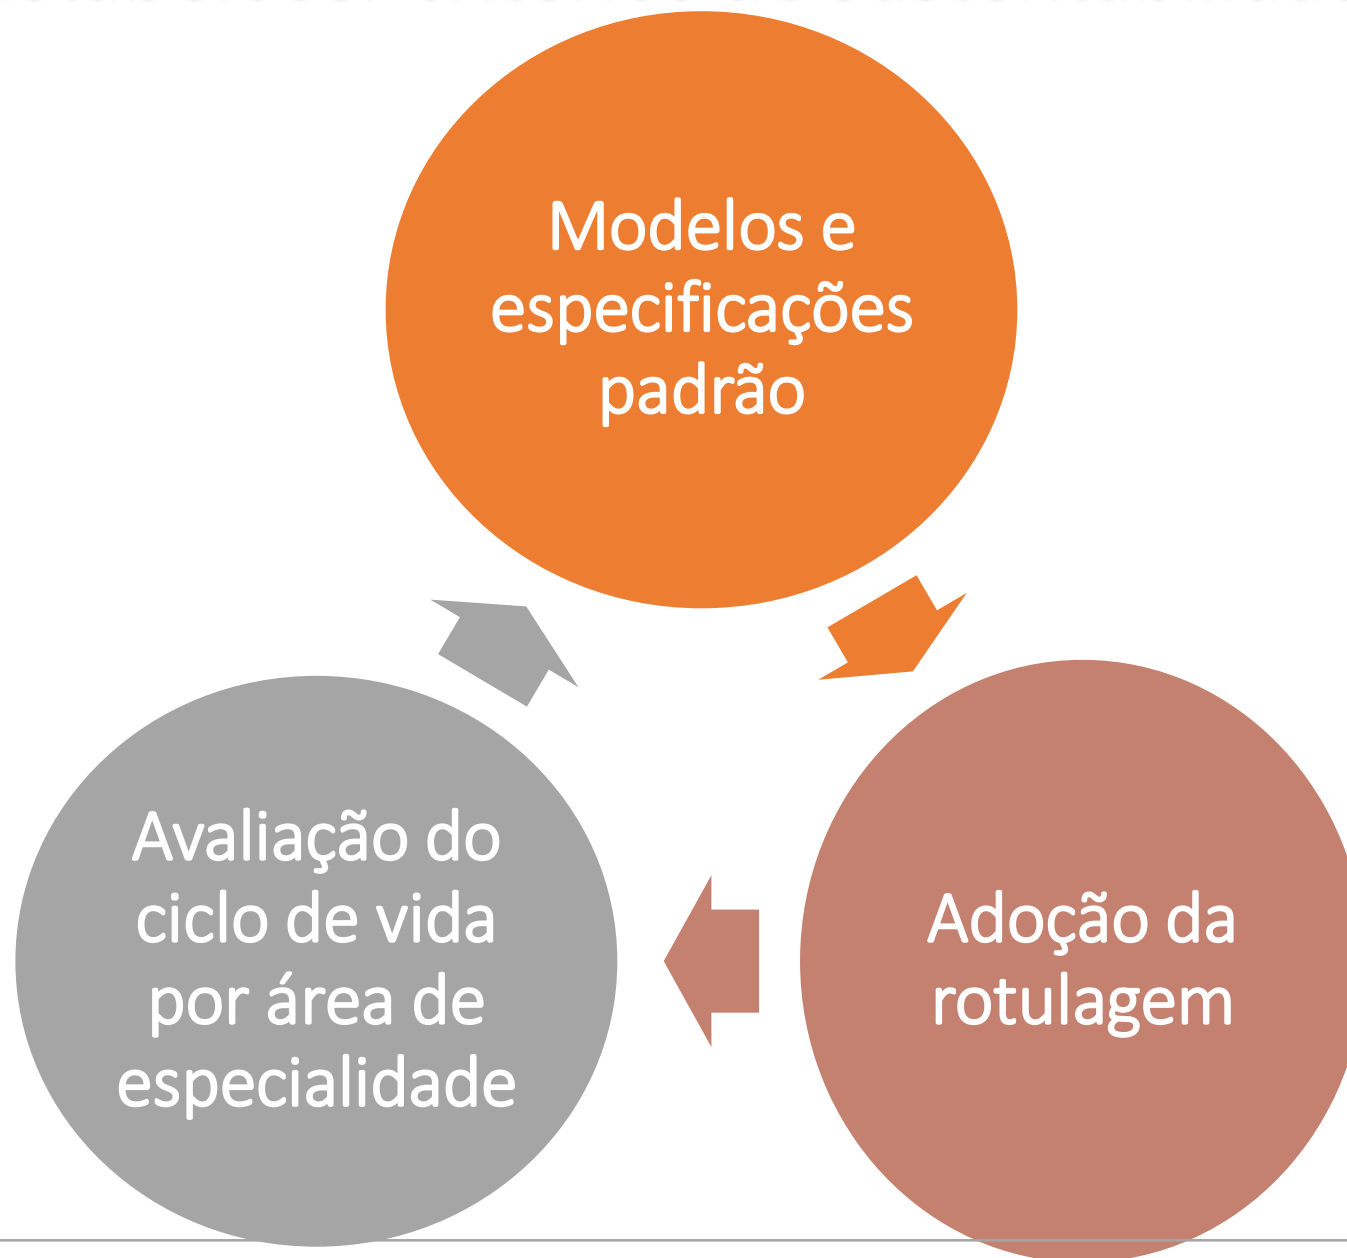 Modelos e
especificações
padrão
Avaliação do
ciclo de vida
por área de
especialidade
Adoção da
rotulagem